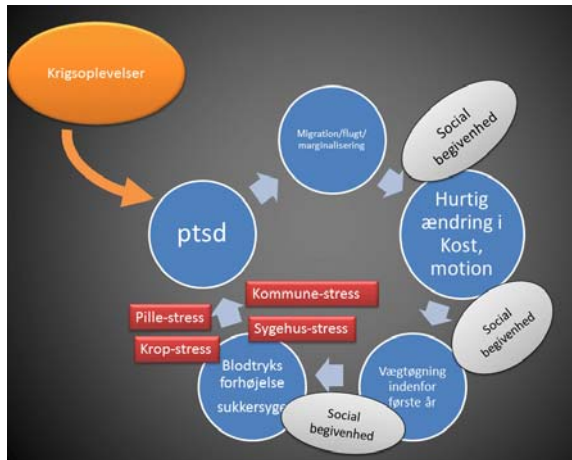 Krigsoplevelser
Migration/flugt/
marginalisering
Social
begivenhed
ptsd
Hurtig
ændring i
Kost,
motion
Kommune-stress
Pille-stress
Sygehus-stress
Krop-stress
Social
begivenhed
Blodtryks
forhøjelse
sukkersyge
Vægtøgning
indenfor
første år
Social
begivenhed